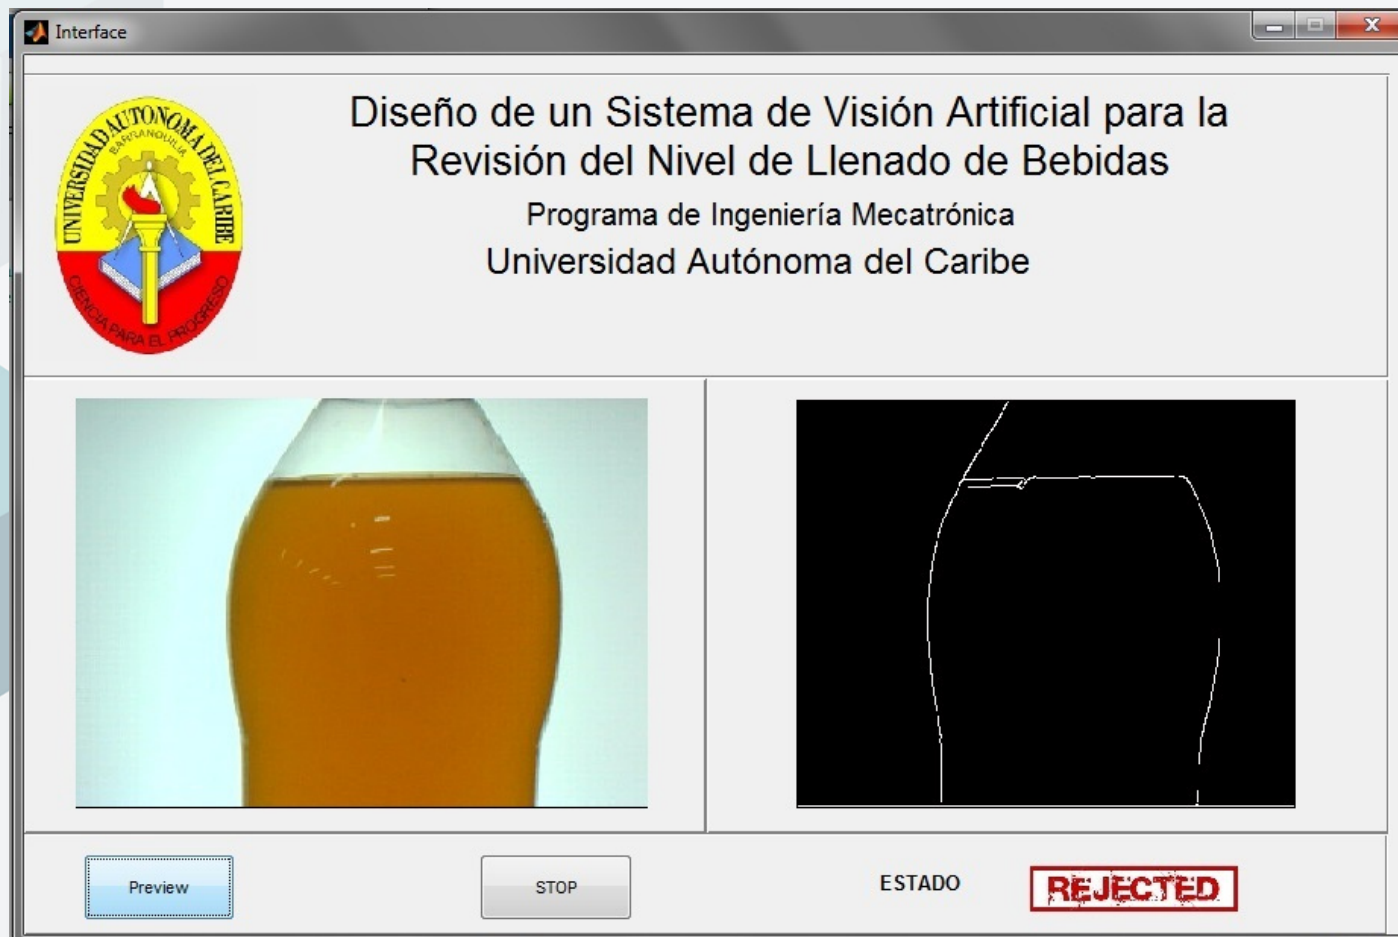 Interface
UNIVERSIDAD AUTONOMA DEL CARIBE
BARRANQUILLA
CIENCIA PARA EL PROGRESO
Diseño de un Sistema de Visión Artificial para la
Revisión del Nivel de Llenado de Bebidas
Programa de Ingeniería Mecatrónica
Universidad Autónoma del Caribe
Preview
STOP
ESTADO
REJECTED